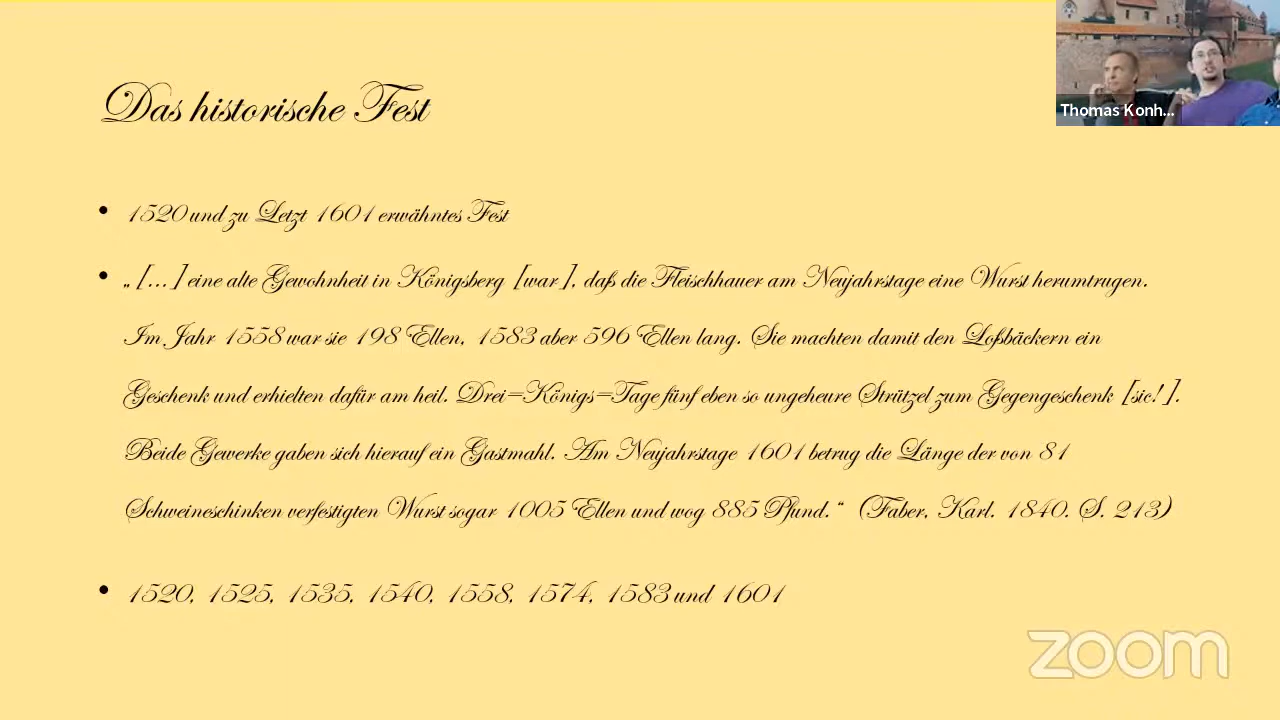 Das historische Fest
Thomas Konh...
• 1520 und zu Letzt 1601 erwähntes Fest
• „[...] eine alte Gewohnheit in Königsberg [war], daß die Fleischhauer am Neujahrstage eine Wurst herumtrugen.
Im Jahr 1558 war sie 198 Ellen, 1583 aber 596 Ellen lang. Sie machten damit den Loßbäckern ein
Geschenk und erhielten dafür am heil. Drei=Königs=Tage fünf eben so ungeheure Strützel zum Gegengeschenk [sic!].
Beide Gewerke gaben sich hierauf ein Gastmahl. Am Neujahrstage 1601 betrug die Länge der von 81
Schweineschinken verfestigten Wurst sogar 1005 Ellen und wog 885 Pfund.“ (Faber, Karl. 1840. S. 213)
• 1520, 1525, 1535, 1540, 1558, 1574, 1583 und 1601
zoom